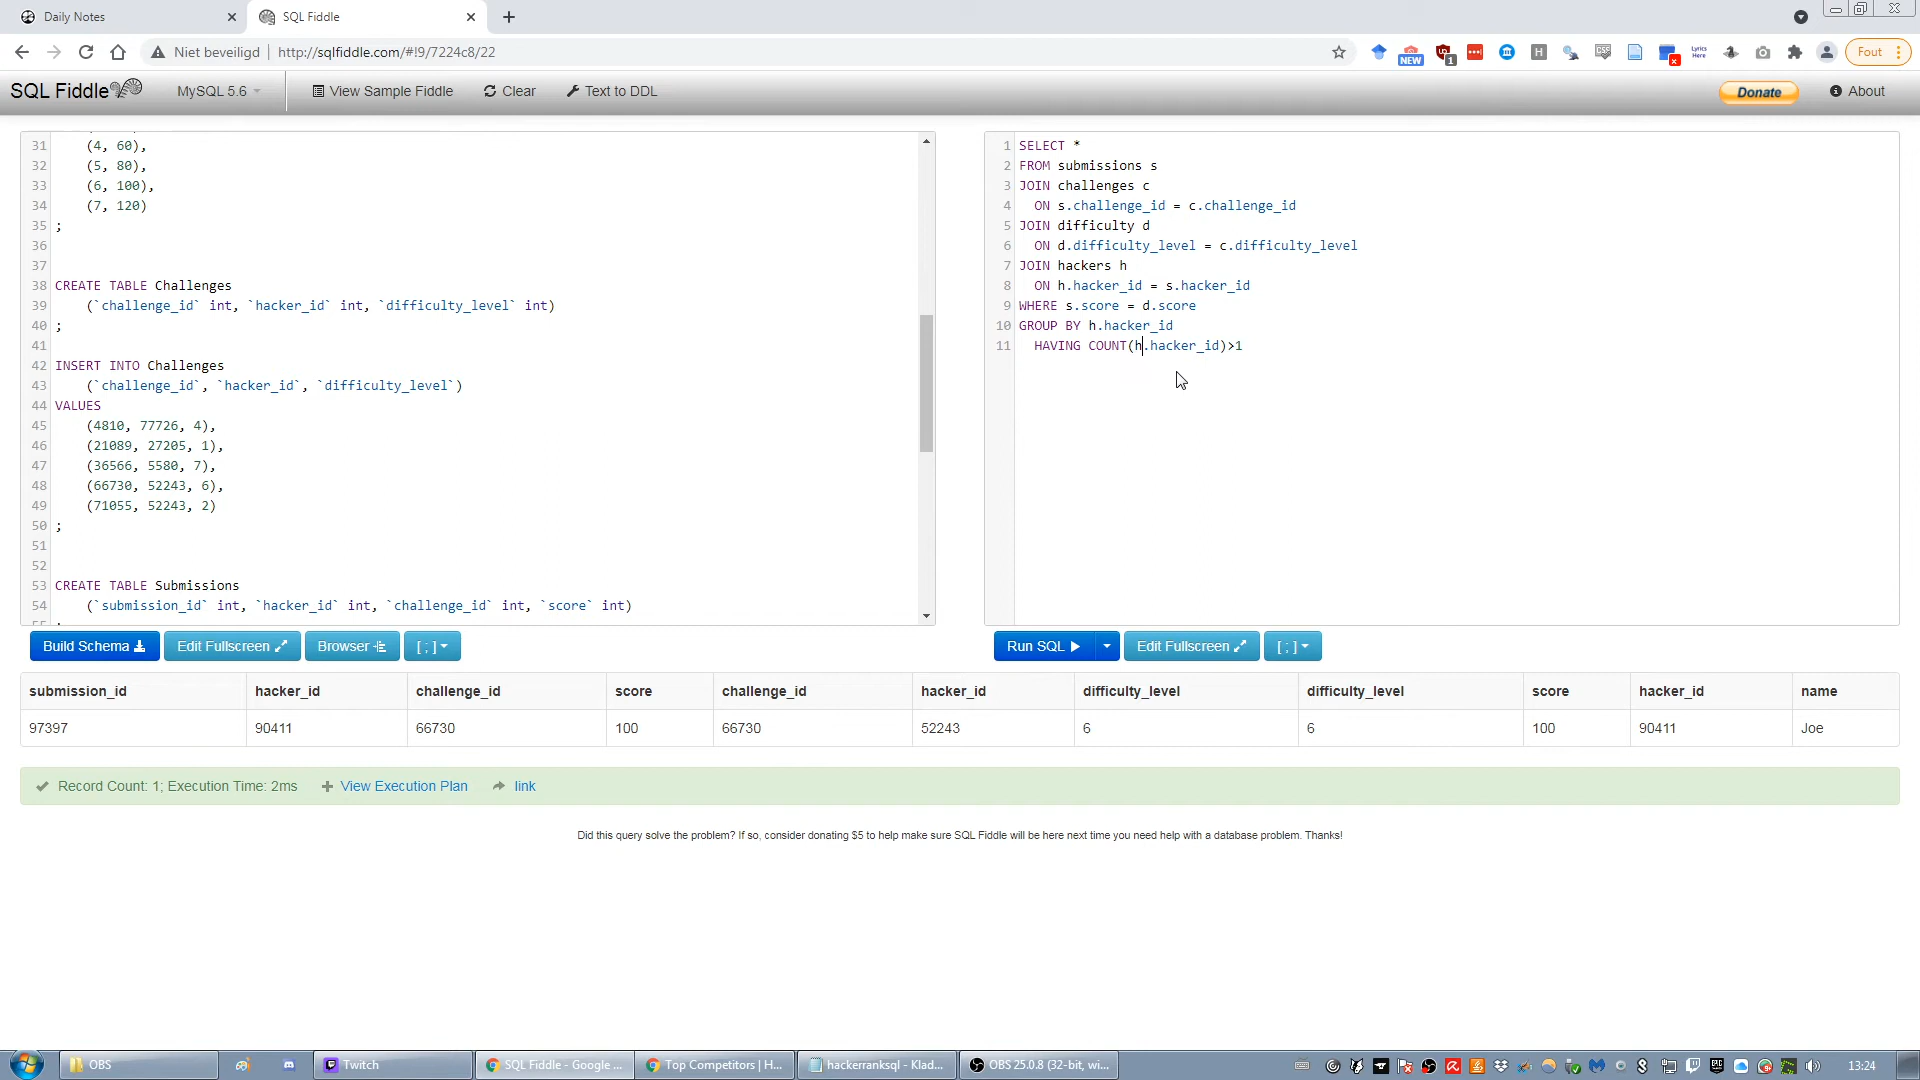 Daily Notes
SQL Fiddle
Niet beveiligd
http://sqlfiddle.com/#!9/7224c8/22
NEW
1
H
CSS
Lyrics Here
Fout
SQL Fiddle
MySQL 5.6
View Sample Fiddle
Clear
Text to DDL
Donate
About
31 (4, 60),
32 (5, 80),
33 (6, 100),
34 (7, 120)
35 ;
36
37
38 CREATE TABLE Challenges
39 (`challenge_id` int, `hacker_id` int, `difficulty_level` int)
40 ;
41
42 INSERT INTO Challenges
43 (`challenge_id`, `hacker_id`, `difficulty_level`)
44 VALUES
45 (4810, 77726, 4),
46 (21089, 27205, 1),
47 (36566, 5580, 7),
48 (66730, 52243, 6),
49 (71055, 52243, 2)
50 ;
51
52
53 CREATE TABLE Submissions
54 (`submission_id` int, `hacker_id` int, `challenge_id` int, `score` int)
1 SELECT *
2 FROM submissions s
3 JOIN challenges c
4 ON s.challenge_id = c.challenge_id
5 JOIN difficulty d
6 ON d.difficulty_level = c.difficulty_level
7 JOIN hackers h
8 ON h.hacker_id = s.hacker_id
9 WHERE s.score = d.score
10 GROUP BY h.hacker_id
11 HAVING COUNT(h.hacker_id)>1
Build Schema
Edit Fullscreen
Browser
[ ; ]
Run SQL
Edit Fullscreen
[ ; ]
submission_id hacker_id challenge_id score challenge_id hacker_id difficulty_level difficulty_level score hacker_id name
97397 90411 66730 100 66730 52243 6 6 100 90411 Joe
Record Count: 1; Execution Time: 2ms
View Execution Plan
link
Did this query solve the problem? If so, consider donating $5 to help make sure SQL Fiddle will be here next time you need help with a database problem. Thanks!
OBS
Twitch
SQL Fiddle - Google ...
Top Competitors | H...
hackerranksql - Klad...
OBS 25.0.8 (32-bit, wi...
13:24